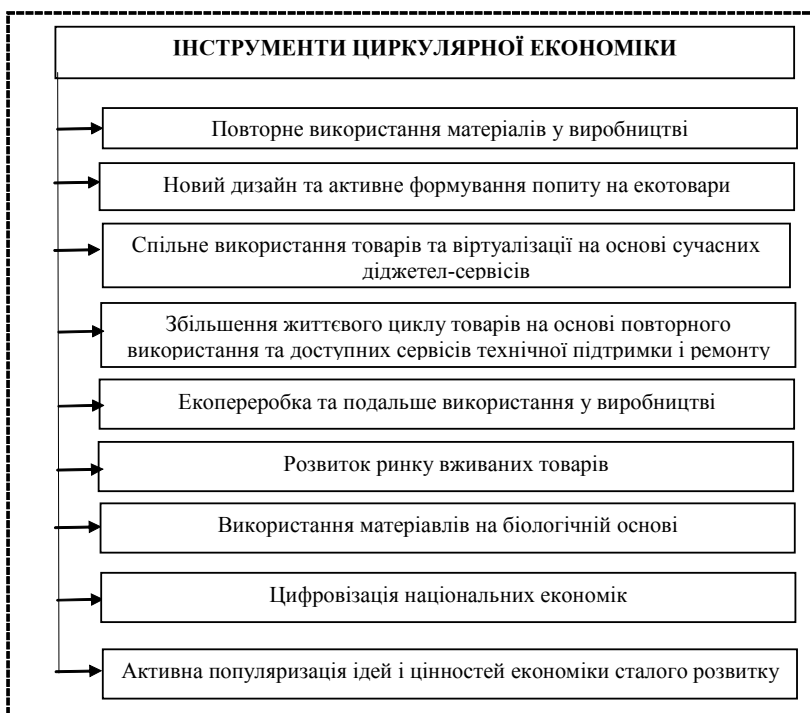 ІНСТРУМЕНТИ ЦИРКУЛЯРНОЇ ЕКОНОМІКИ
Повторне використання матеріалів у виробництві
Новий дизайн та активне формування попиту на екотовари
Спільне використання товарів та віртуалізації на основі сучасних
діджетел-сервісів
Збільшення життєвого циклу товарів на основі повторного
використання та доступних сервісів технічної підтримки і ремонту
Екопереробка та подальше використання у виробництві
Розвиток ринку вживаних товарів
Використання матеріавлів на біологічній основі
Цифровізація національних економік
Активна популяризація ідей і цінностей економіки сталого розвитку